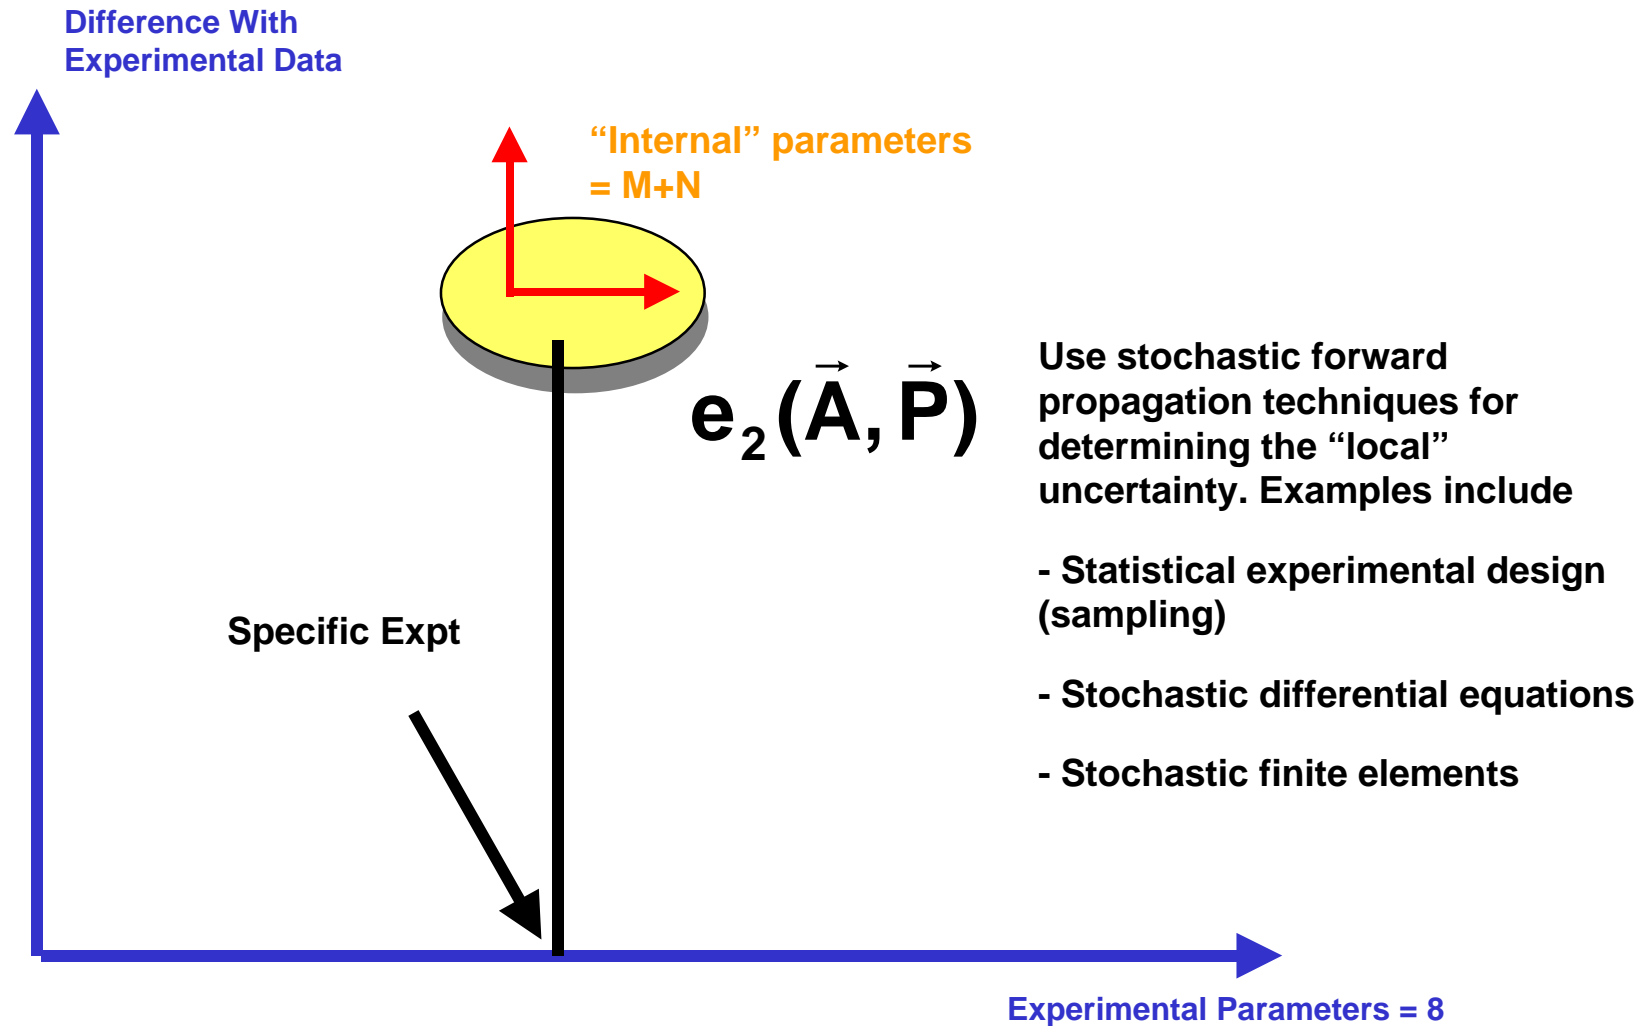 Difference With
Experimental Data
“Internal” parameters
= M+N
e₂(A⃗, P⃗)
Use stochastic forward
propagation techniques for
determining the “local”
uncertainty. Examples include
- Statistical experimental design
(sampling)
- Stochastic differential equations
- Stochastic finite elements
Specific Expt
Experimental Parameters = 8